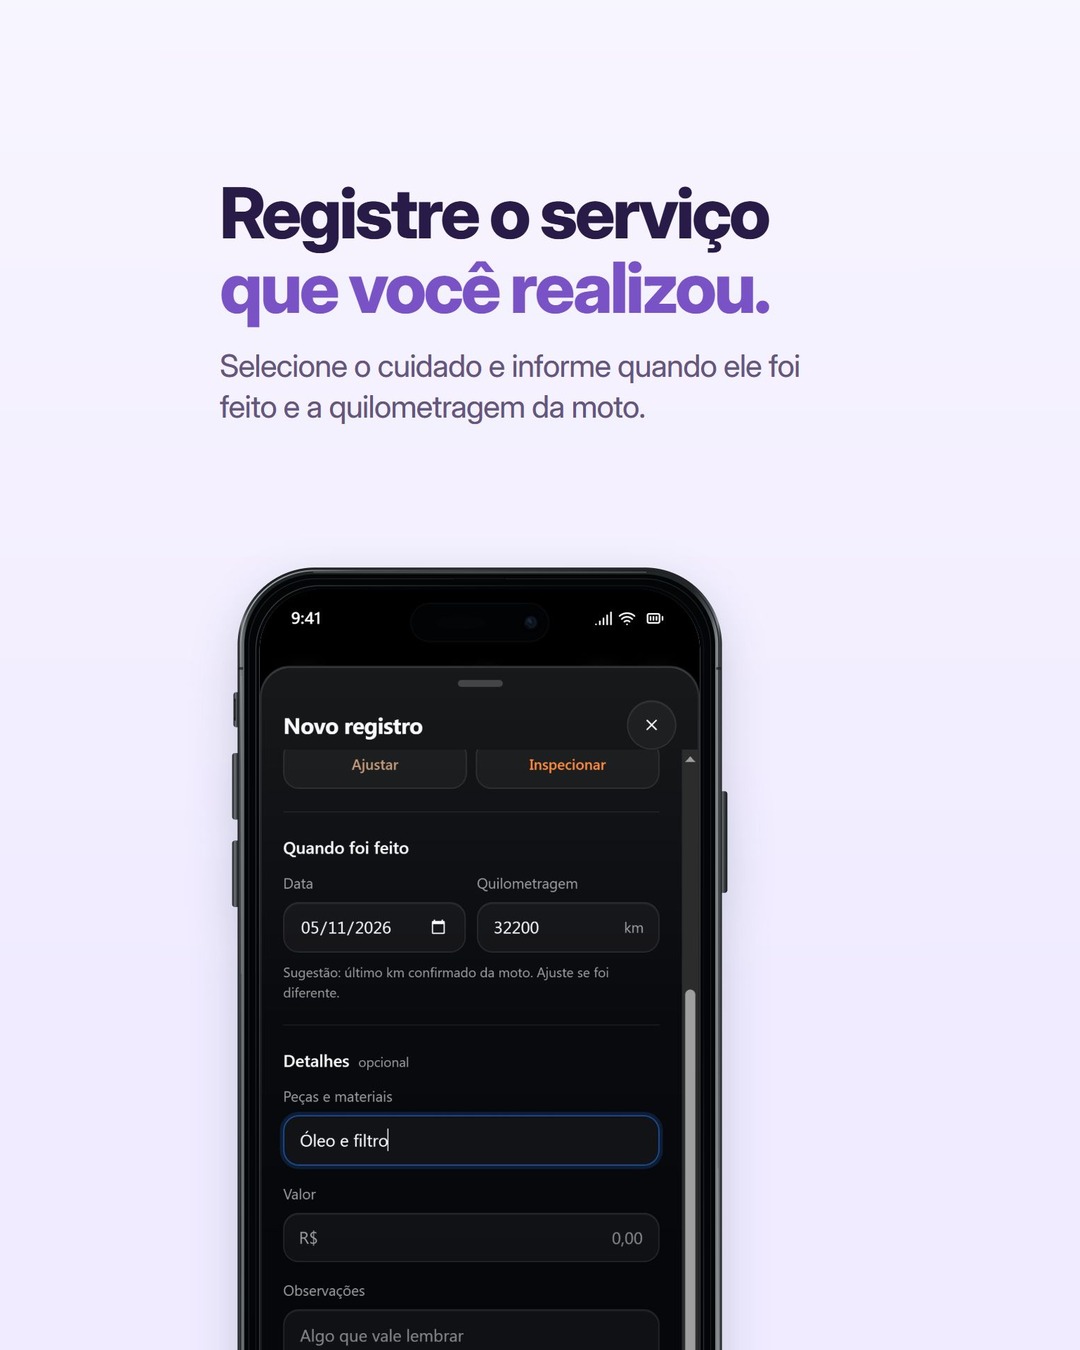 Registre o serviço
que você realizou.
Selecione o cuidado e informe quando ele foi
feito e a quilometragem da moto.
9:41
Novo registro
Ajustar
Inspecionar
Quando foi feito
Data
Quilometragem
05/11/2026
32200
km
Sugestão: último km confirmado da moto. Ajuste se foi
diferente.
Detalhes opcional
Peças e materiais
Óleo e filtro
Valor
R$
0,00
Observações
Algo que vale lembrar